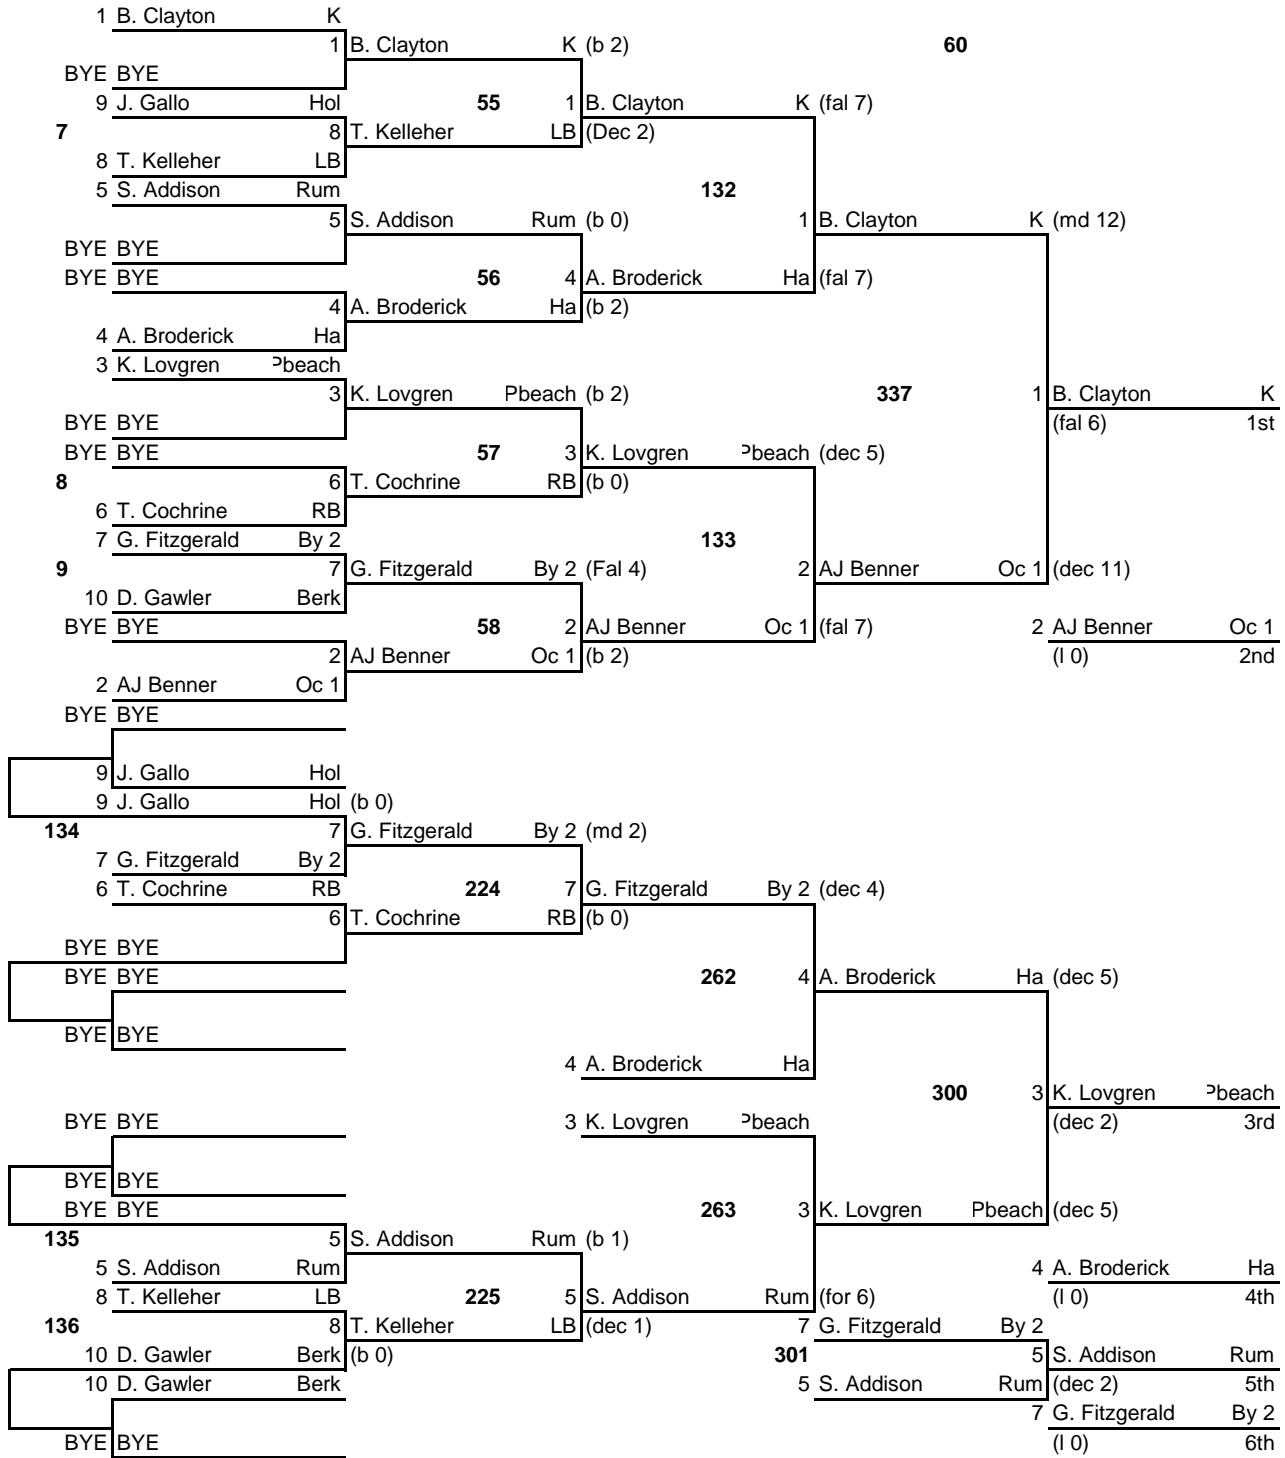 1 B. Clayton K
1 B. Clayton K (b 2) 60
BYE BYE
9 J. Gallo Hol 55 1 B. Clayton K (fal 7)
7 8 T. Kelleher LB (Dec 2)
8 T. Kelleher LB
5 S. Addison Rum 132
5 S. Addison Rum (b 0) 1 B. Clayton K (md 12)
BYE BYE
BYE BYE 56 4 A. Broderick Ha (fal 7)
4 A. Broderick Ha (b 2)
4 A. Broderick Ha
3 K. Lovgren Pbeach
3 K. Lovgren Pbeach (b 2) 337 1 B. Clayton K
BYE BYE (fal 6) 1st
BYE BYE 57 3 K. Lovgren Pbeach (dec 5)
8 6 T. Cochrine RB (b 0)
6 T. Cochrine RB
7 G. Fitzgerald By 2 133
9 7 G. Fitzgerald By 2 (Fal 4) 2 AJ Benner Oc 1 (dec 11)
10 D. Gawler Berk
BYE BYE 58 2 AJ Benner Oc 1 (fal 7) 2 AJ Benner Oc 1
2 AJ Benner Oc 1 (b 2) (l 0) 2nd
2 AJ Benner Oc 1
BYE BYE
9 J. Gallo Hol
9 J. Gallo Hol (b 0)
134 7 G. Fitzgerald By 2 (md 2)
7 G. Fitzgerald By 2
6 T. Cochrine RB 224 7 G. Fitzgerald By 2 (dec 4)
6 T. Cochrine RB (b 0)
BYE BYE
BYE BYE 262 4 A. Broderick Ha (dec 5)
BYE BYE
4 A. Broderick Ha
300 3 K. Lovgren Pbeach
BYE BYE 3 K. Lovgren Pbeach (dec 2) 3rd
BYE BYE
BYE BYE 263 3 K. Lovgren Pbeach (dec 5)
135 5 S. Addison Rum (b 1)
5 S. Addison Rum 4 A. Broderick Ha
8 T. Kelleher LB 225 5 S. Addison Rum (for 6) (l 0) 4th
136 8 T. Kelleher LB (dec 1) 7 G. Fitzgerald By 2
10 D. Gawler Berk (b 0) 301 5 S. Addison Rum
10 D. Gawler Berk 5 S. Addison Rum (dec 2) 5th
7 G. Fitzgerald By 2
BYE BYE (l 0) 6th